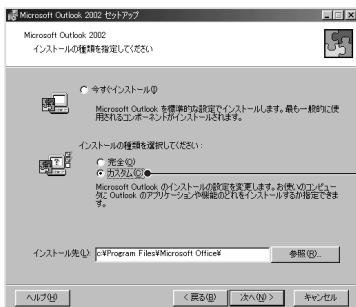 Microsoft Outlook 2002 セットアップ
Microsoft Outlook 2002
インストールの種類を指定してください
今すぐインストール(I)
Microsoft Outlook を標準的な設定でインストールします。最も一般的に使
用されるコンポーネントがインストールされます。
インストールの種類を選択してください:
完全(O)
カスタム(C)
Microsoft Outlook のインストールの設定を変更します。お使いのコンピュー
タに Outlook のアプリケーションや機能のどれをインストールするか指定できま
す。
インストール先(L): c:¥Program Files¥Microsoft Office¥
参照(R)...
ヘルプ(H)
< 戻る(B)
次へ(N) >
キャンセル